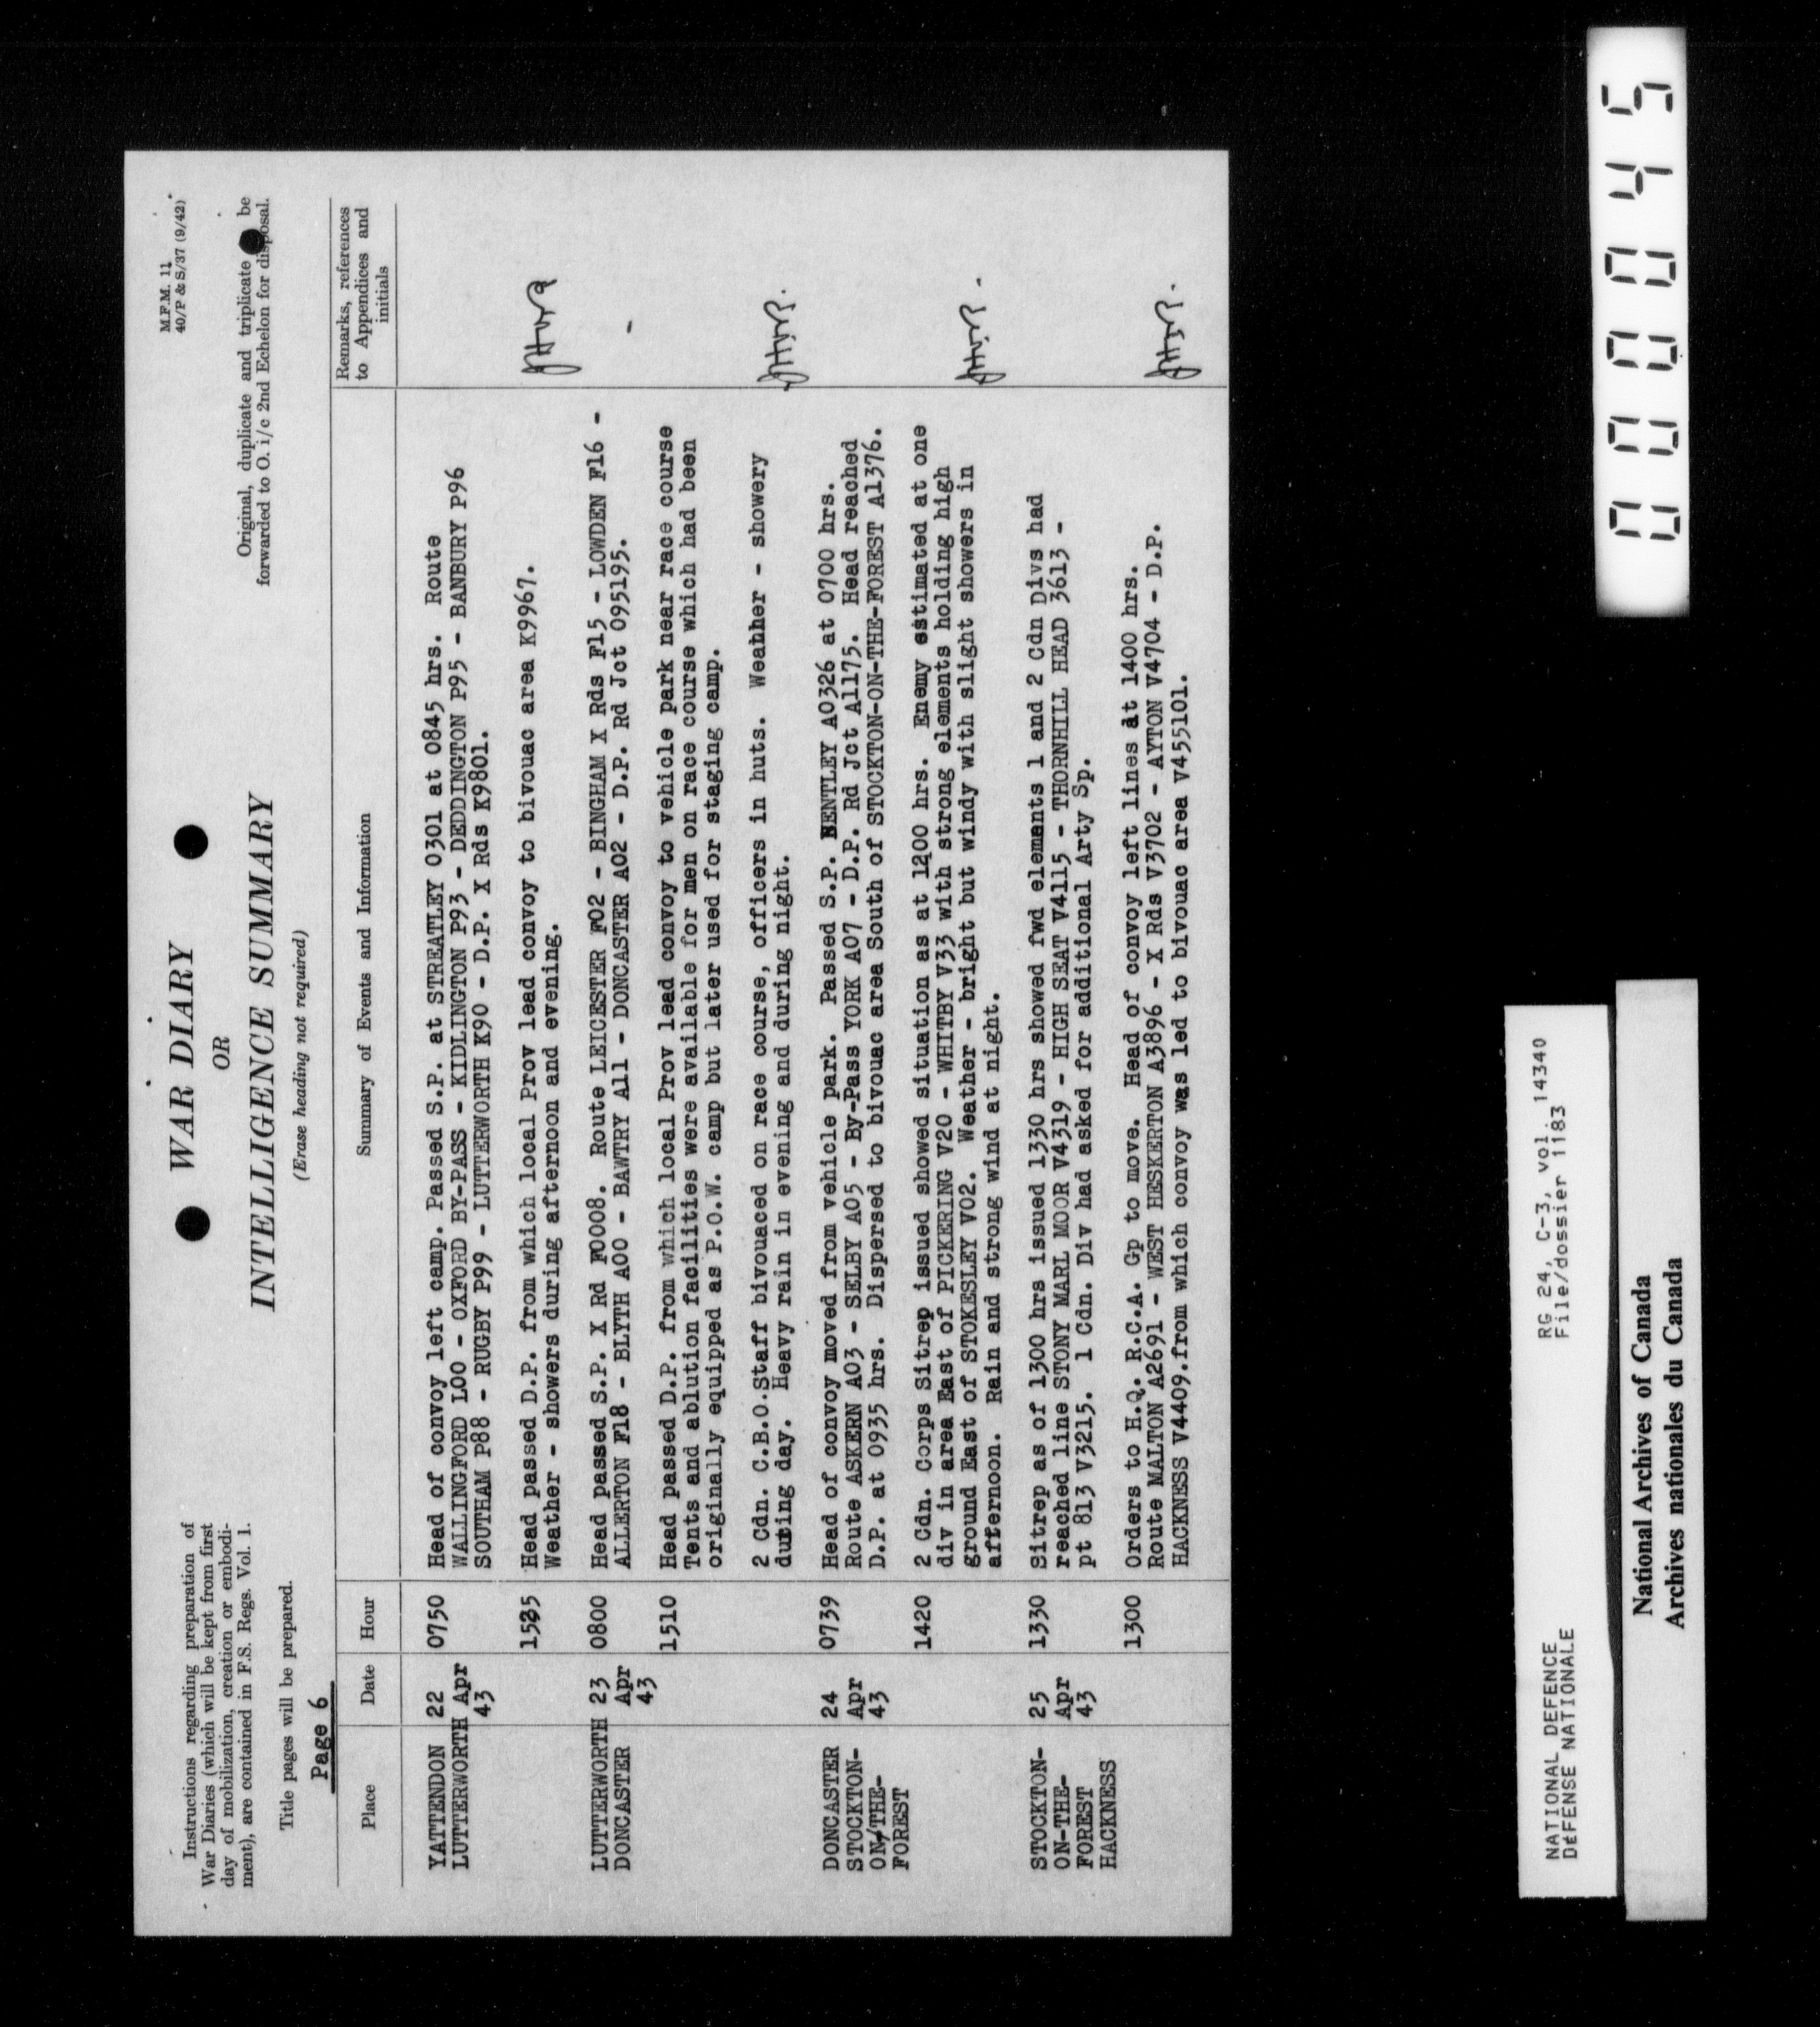 M.F.M. 11
40/P & S/37 (9/42)
Instructions regarding preparation of
War Diaries (which will be kept from first
day of mobilization, creation or embodi-
ment), are contained in F.S. Regs. Vol. 1.
Title pages will be prepared.
Page 6
WAR DIARY
OR
INTELLIGENCE SUMMARY
(Erase heading not required)
Original, duplicate and triplicate be
forwarded to O. i/c 2nd Echelon for disposal.
Place
Date
Hour
Summary of Events and Information
Remarks, references
to Appendices and
initials
YATTENDON 22 0750 Head of convoy left camp. Passed S.P. at STREATLEY 0301 at 0845 hrs. Route
LUTTERWORTH Apr WALLINGFORD L00 - OXFORD BY-PASS - KIDLINGTON P93 - DEDDINGTON P95 - BANBURY P96
43 SOUTHAM P88 - RUGBY P99 - LUTTERWORTH K90 - D.P. X Rds K9801.
1525 Head passed D.P. from which local Prov lead convoy to bivouac area K9967.
Weather - showers during afternoon and evening.
LUTTERWORTH 23 0800 Head passed S.P. X Rd F0008. Route LEICESTER F02 - BINGHAM X Rds F15 - LOWDEN F16 -
DONCASTER Apr ALLERTON F18 - BLYTH A00 - BAWTRY A11 - DONCASTER A02 - D.P. Rd Jct 095195.
43
1510 Head passed D.P. from which local Prov lead convoy to vehicle park near race course
Tents and ablution facilities were available for men on race course which had been
originally equipped as P.O.W. camp but later used for staging camp.
2 Cdn. C.B.O. Staff bivouaced on race course, officers in huts. Weather - showery
during day. Heavy rain in evening and during night.
DONCASTER 24 0739 Head of convoy moved from vehicle park. Passed S.P. BENTLEY A0326 at 0700 hrs.
STOCKTON- Apr Route ASKERN A03 - SELBY A05 - By-Pass YORK A07 - D.P. Rd Jct A1175. Head reached
ON/THE- 43 D.P. at 0935 hrs. Dispersed to bivouac area South of STOCKTON-ON-THE-FOREST A1376.
FOREST
1420 2 Cdn. Corps Sitrep issued showed situation as at 1200 hrs. Enemy estimated at one
div in area East of PICKERING V20 - WHITBY V33 with strong elements holding high
ground East of STOKESLEY V02. Weather - bright but windy with slight showers in
afternoon. Rain and strong wind at night.
STOCKTON- 25 1330 Sitrep as of 1300 hrs issued 1330 hrs showed fwd elements 1 and 2 Cdn Divs had
ON-THE- Apr reached line STONY MARL MOOR V4319 - HIGH SEAT V4115 - THORNHILL HEAD 3613 -
FOREST 43 pt 813 V3215. 1 Cdn. Div had asked for additional Arty Sp.
HACKNESS
1300 Orders to H.Q. R.C.A. Gp to move. Head of convoy left lines at 1400 hrs.
Route MALTON A2691 - WEST HESKERTON A3896 - X Rds V3702 - AYTON V4704 - D.P.
HACKNESS V4409.from which convoy was led to bivouac area V455101.
NATIONAL DEFENCE RG 24, C-3, vol. 14340
DÉFENSE NATIONALE File/dossier 1183
National Archives of Canada
Archives nationales du Canada
00045